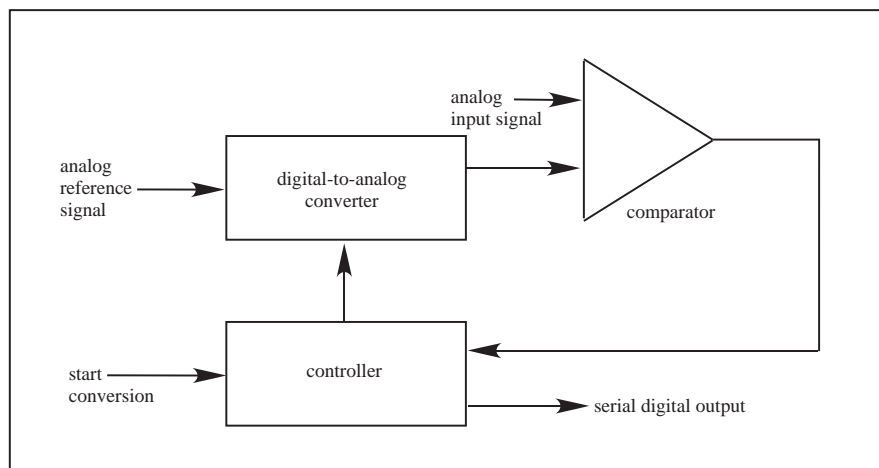 analog
input signal
analog
reference
signal
digital-to-analog
converter
comparator
start
conversion
controller
serial digital output